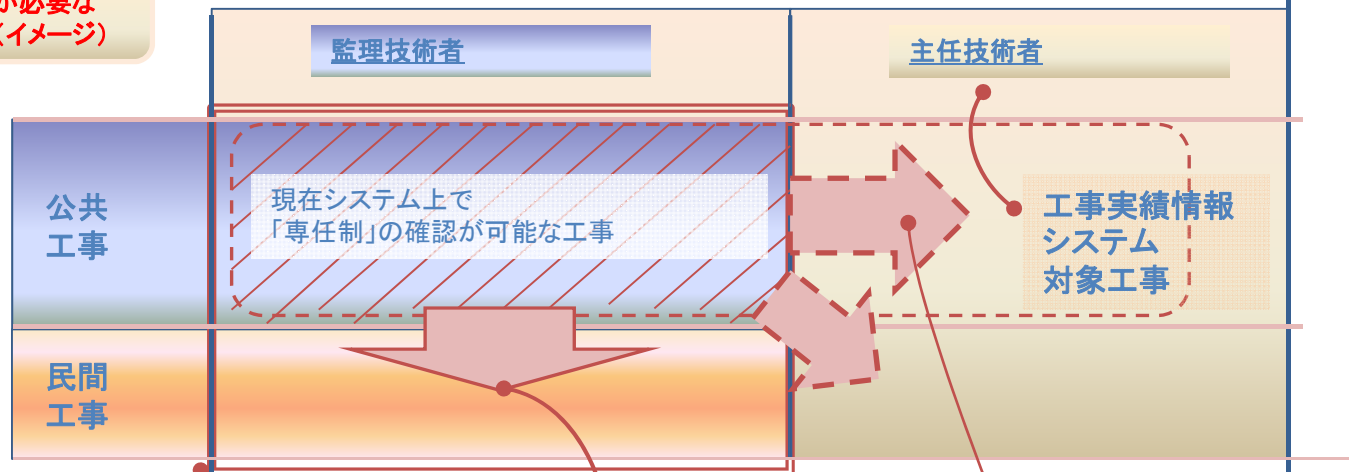 が必要な
（イメージ）
監理技術者
主任技術者
公共
工事
現在システム上で
「専任制」の確認が可能な工事
工事実績情報
システム
対象工事
民間
工事